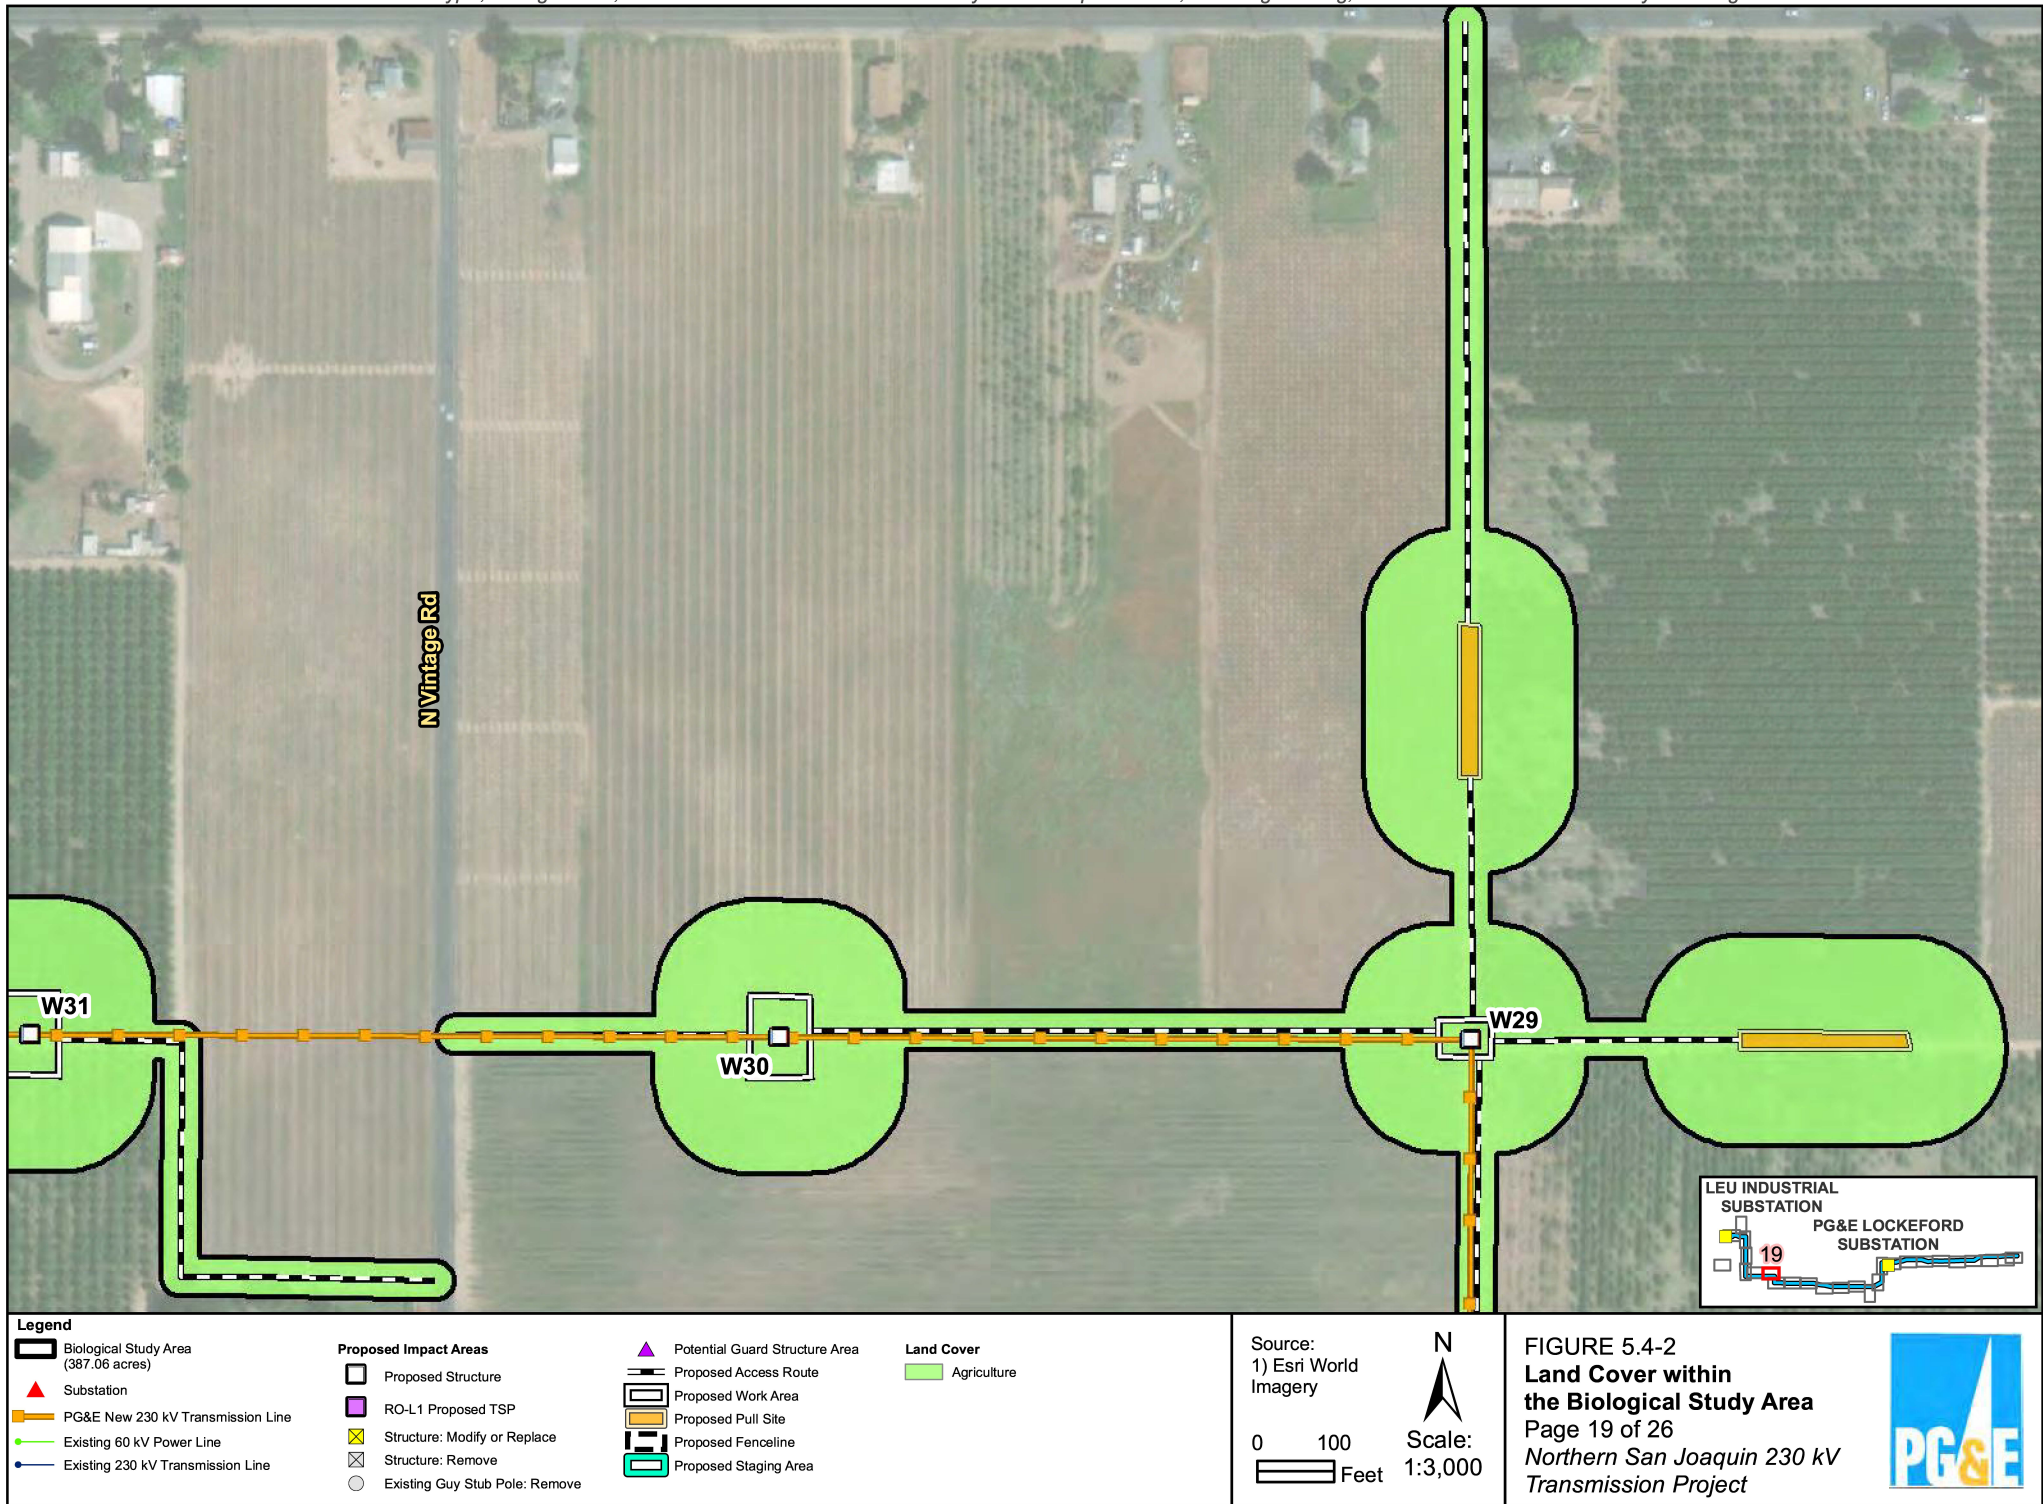 N Vintage Rd
W31
W30
W29
LEU INDUSTRIAL
SUBSTATION
PG&E LOCKEFORD
SUBSTATION
19
Legend
Biological Study Area
(387.06 acres)
Substation
PG&E New 230 kV Transmission Line
Existing 60 kV Power Line
Existing 230 kV Transmission Line
Proposed Impact Areas
Proposed Structure
RO-L1 Proposed TSP
Structure: Modify or Replace
Structure: Remove
Existing Guy Stub Pole: Remove
Potential Guard Structure Area
Proposed Access Route
Proposed Work Area
Proposed Pull Site
Proposed Fenceline
Proposed Staging Area
Land Cover
Agriculture
Source:
1) Esri World
Imagery
0 100
Feet
N
Scale:
1:3,000
FIGURE 5.4-2
Land Cover within
the Biological Study Area
Page 19 of 26
Northern San Joaquin 230 kV
Transmission Project
PG&E